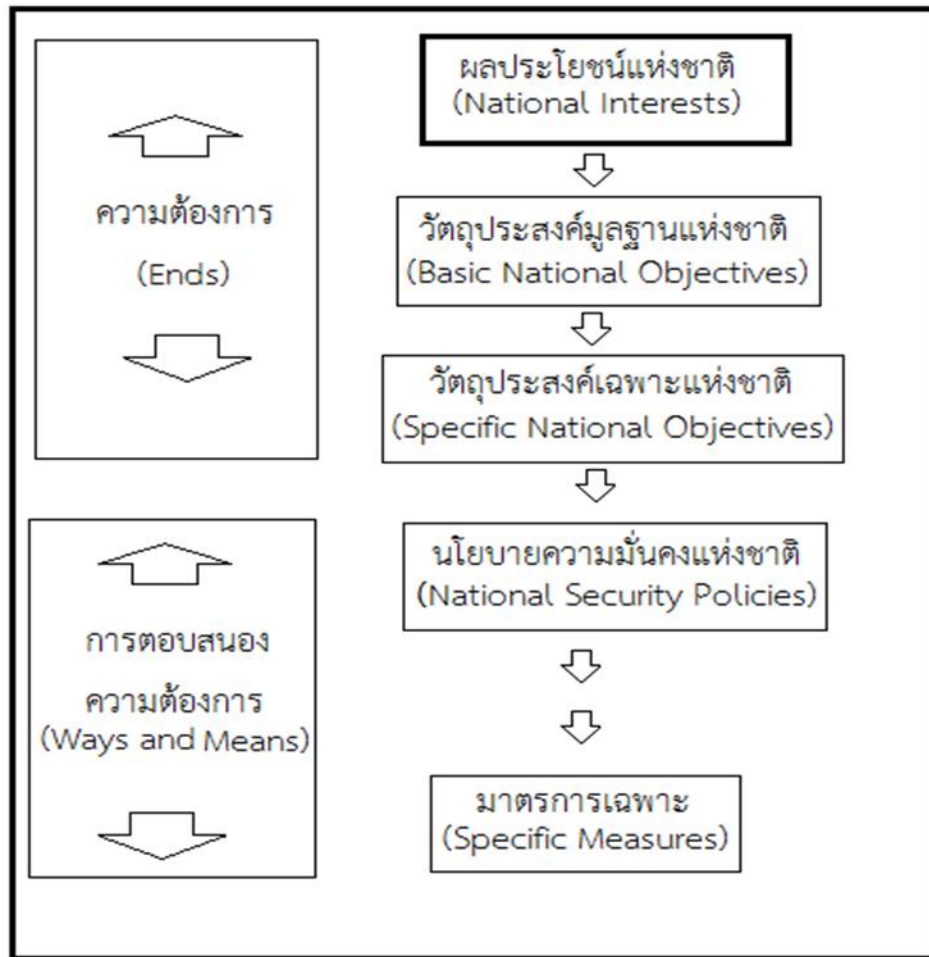 ความต้องการ
(Ends)
การตอบสนอง
ความต้องการ
(Ways and Means)
ผลประโยชน์แห่งชาติ
(National Interests)
วัตถุประสงค์มูลฐานแห่งชาติ
(Basic National Objectives)
วัตถุประสงค์เฉพาะแห่งชาติ
(Specific National Objectives)
นโยบายความมั่นคงแห่งชาติ
(National Security Policies)
มาตรการเฉพาะ
(Specific Measures)